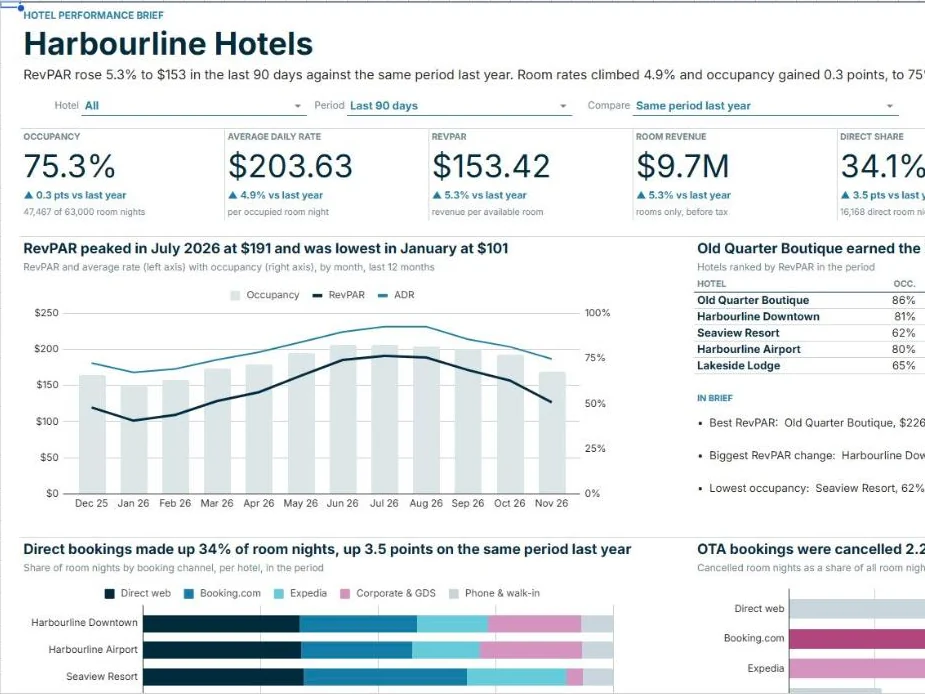 HOTEL PERFORMANCE BRIEF
Harbourline Hotels
RevPAR rose 5.3% to $153 in the last 90 days against the same period last year. Room rates climbed 4.9% and occupancy gained 0.3 points, to 75
Hotel All Period Last 90 days Compare Same period last year
OCCUPANCY AVERAGE DAILY RATE REVPAR ROOM REVENUE DIRECT SHARE
75.3% $203.63 $153.42 $9.7M 34.1%
▲ 0.3 pts vs last year ▲ 4.9% vs last year ▲ 5.3% vs last year ▲ 5.3% vs last year ▲ 3.5 pts vs last
47,467 of 63,000 room nights per occupied room night revenue per available room rooms only, before tax 16,168 direct room
RevPAR peaked in July 2026 at $191 and was lowest in January at $101
RevPAR and average rate (left axis) with occupancy (right axis), by month, last 12 months
Occupancy RevPAR ADR
$250 100%
$200
75%
$150
50%
$100
25%
$50
$0 0%
Dec 25 Jan 26 Feb 26 Mar 26 Apr 26 May 26 Jun 26 Jul 26 Aug 26 Sep 26 Oct 26 Nov 26
Old Quarter Boutique earned the
Hotels ranked by RevPAR in the period
HOTEL OCC.
Old Quarter Boutique 86%
Harbourline Downtown 81%
Seaview Resort 62%
Harbourline Airport 80%
Lakeside Lodge 65%
IN BRIEF
▪ Best RevPAR: Old Quarter Boutique, $226
▪ Biggest RevPAR change: Harbourline
▪ Lowest occupancy: Seaview Resort, 62%
Direct bookings made up 34% of room nights, up 3.5 points on the same period last year
Share of room nights by booking channel, per hotel, in the period
Direct web Booking.com Expedia Corporate & GDS Phone & walk-in
Harbourline Downtown
Harbourline Airport
Seaview Resort
OTA bookings were cancelled 2.2
Cancelled room nights as a share of all room
Direct web
Booking.com
Expedia